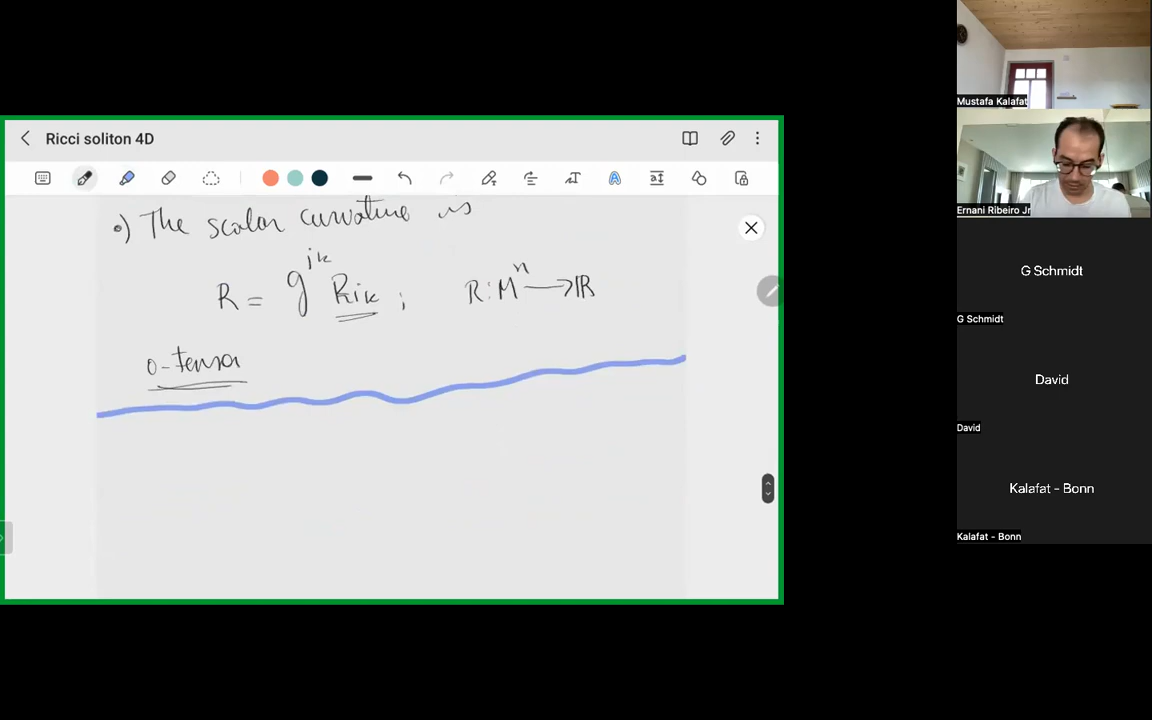 Ricci soliton 4D
•) The scalar curvature is
R = g^{jk} R_{ik} ; R: M^n → R
0-tensor
Mustafa Kalafat
Ernani Ribeiro Jr
G Schmidt
G Schmidt
David
David
Kalafat - Bonn
Kalafat - Bonn